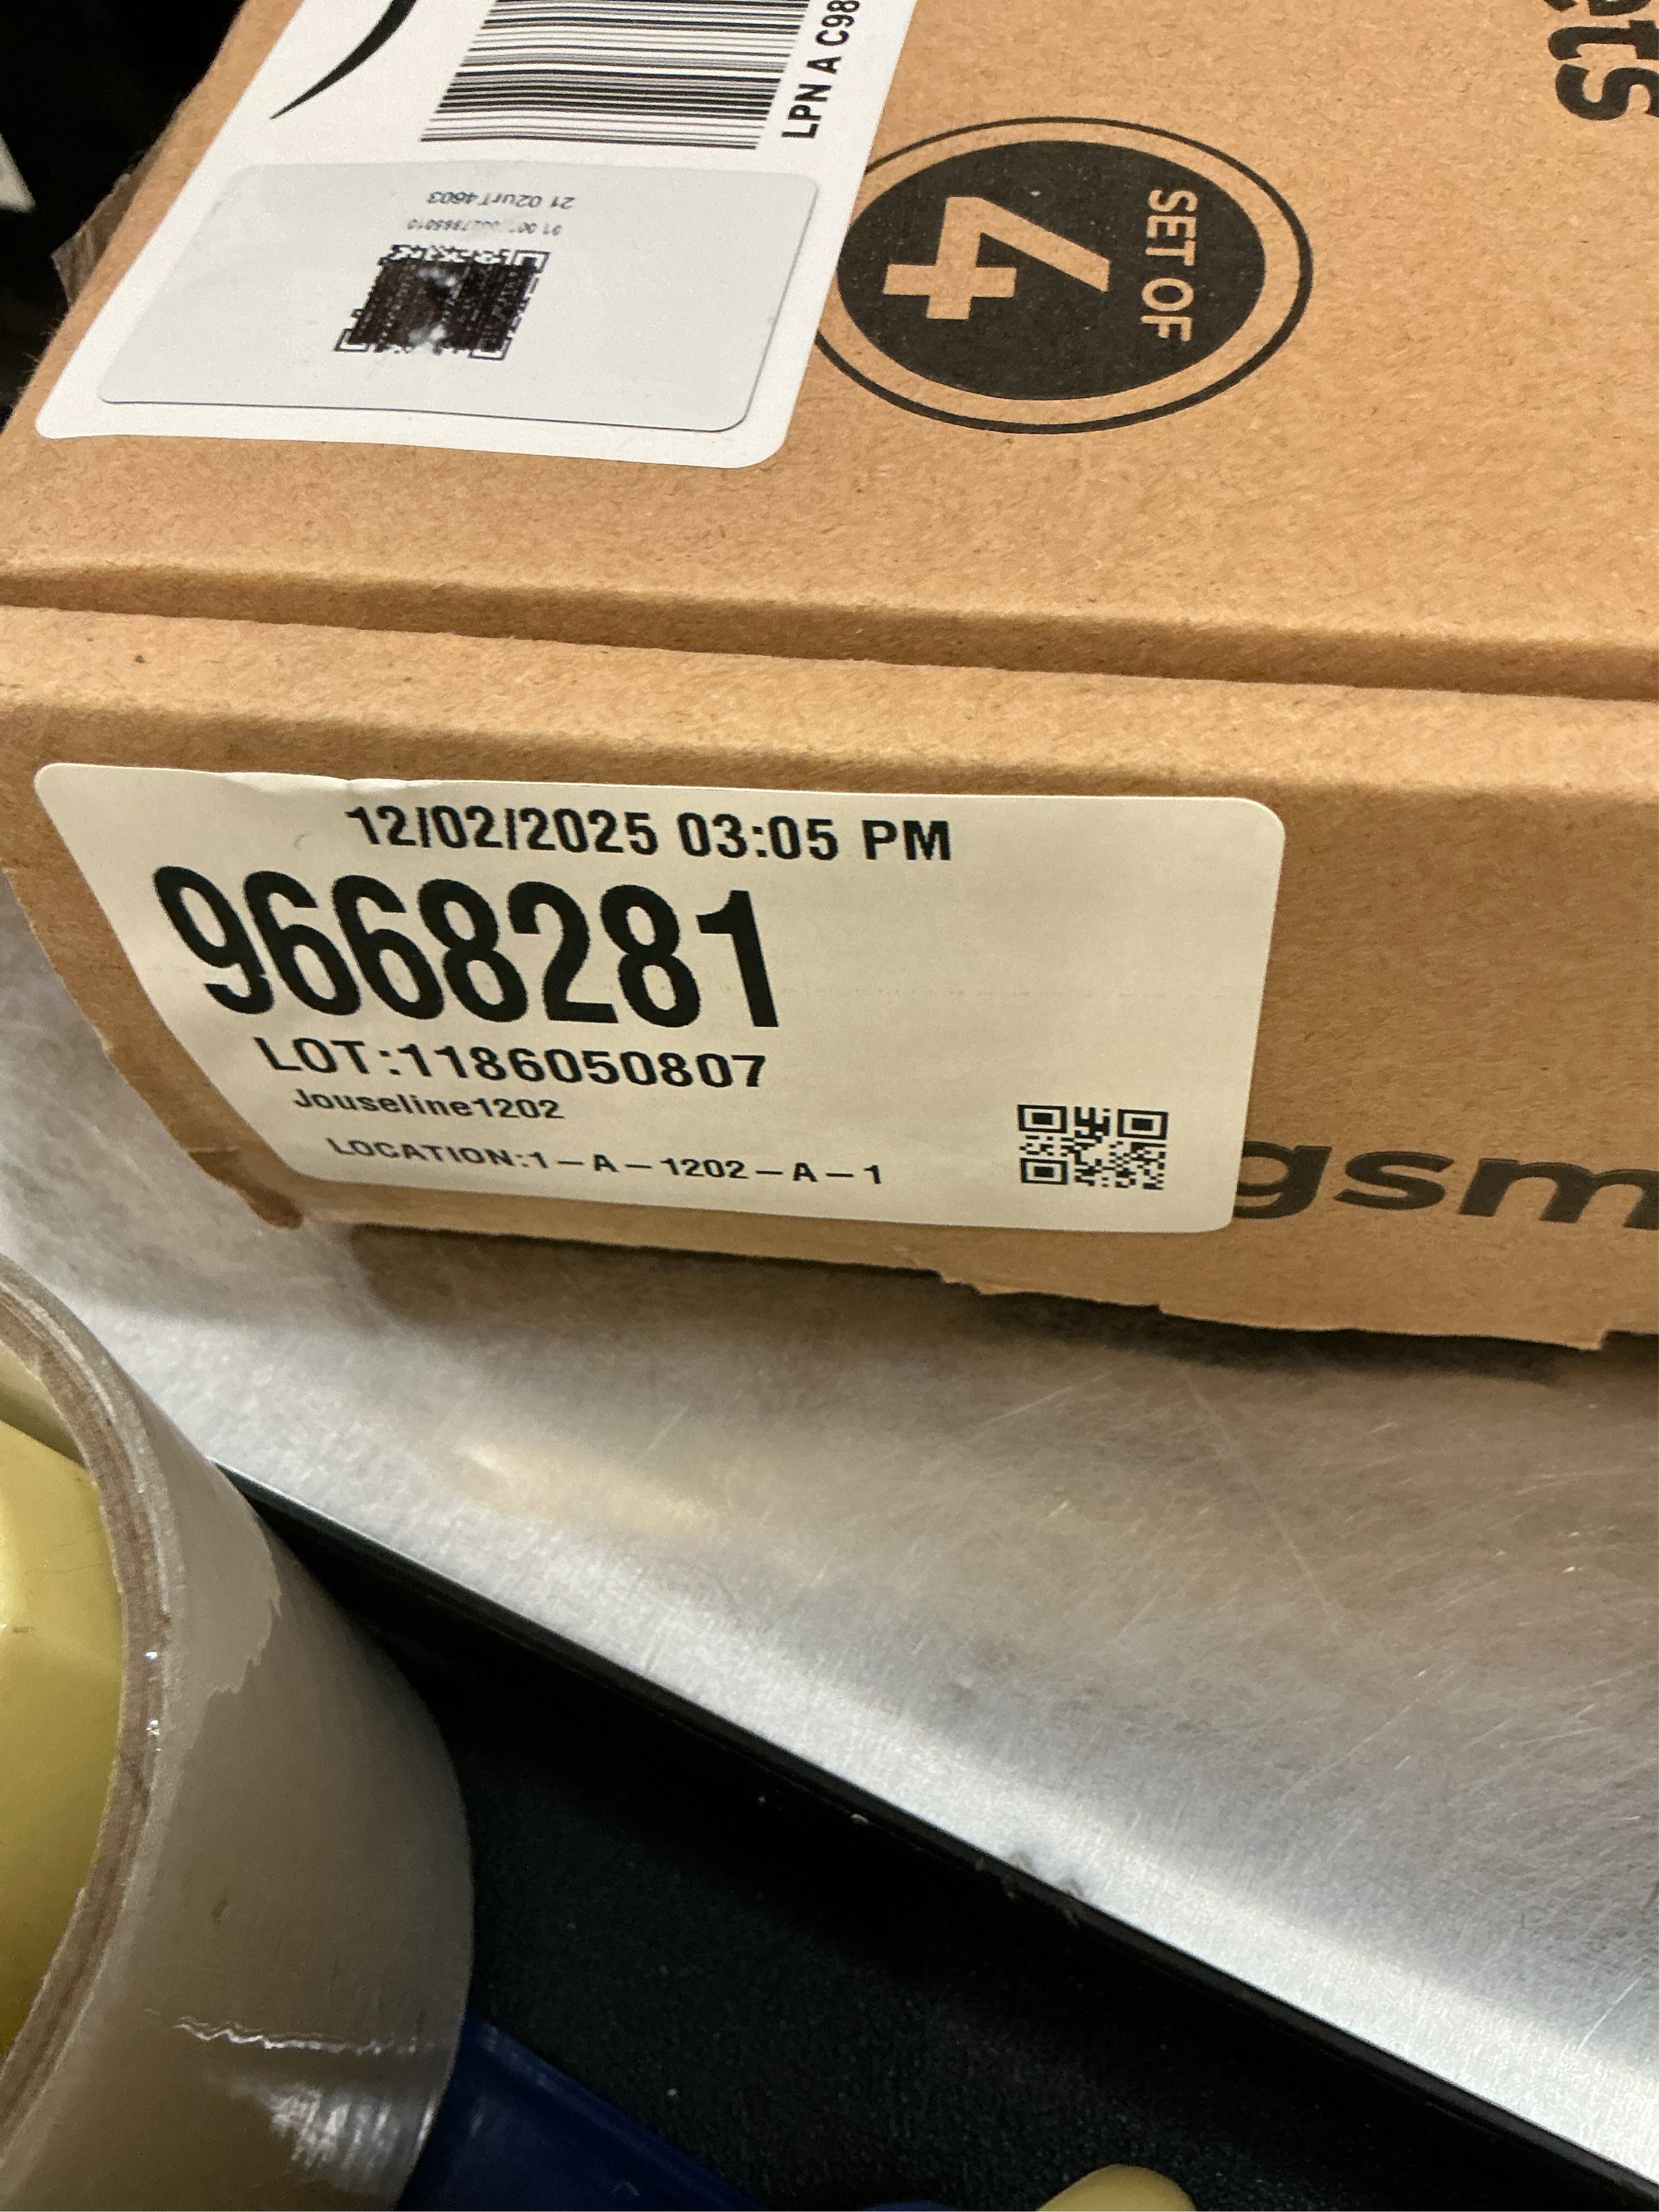 LPN A C98
21 02urT4603
SET OF
4
ets
12/02/2025 03:05 PM
9668281
LOT:1186050807
Jouseline1202
LOCATION:1-A-1202-A-1
gsm